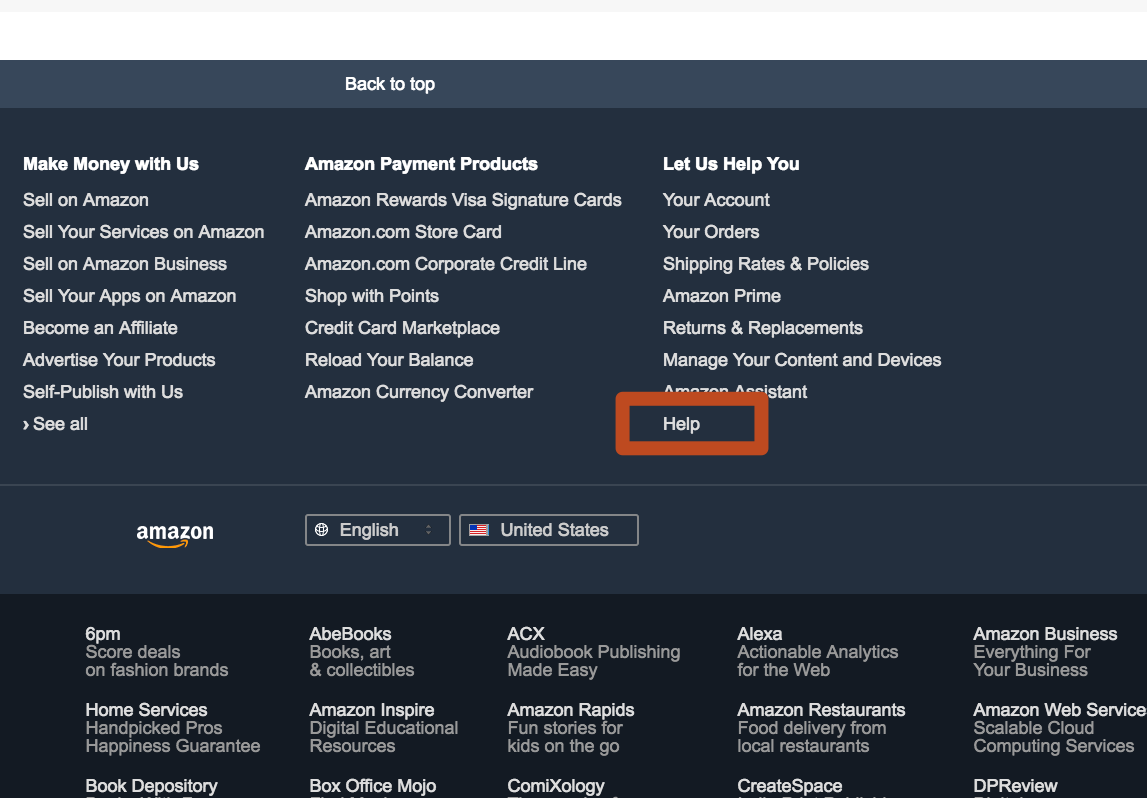 Back to top
Make Money with Us
Sell on Amazon
Sell Your Services on Amazon
Sell on Amazon Business
Sell Your Apps on Amazon
Become an Affiliate
Advertise Your Products
Self-Publish with Us
› See all
Amazon Payment Products
Amazon Rewards Visa Signature Cards
Amazon.com Store Card
Amazon.com Corporate Credit Line
Shop with Points
Credit Card Marketplace
Reload Your Balance
Amazon Currency Converter
Let Us Help You
Your Account
Your Orders
Shipping Rates & Policies
Amazon Prime
Returns & Replacements
Manage Your Content and Devices
Amazon Assistant
Help
amazon
English
United States
6pm
Score deals
on fashion brands
AbeBooks
Books, art
& collectibles
ACX
Audiobook Publishing
Made Easy
Alexa
Actionable Analytics
for the Web
Amazon Business
Everything For
Your Business
Home Services
Handpicked Pros
Happiness Guarantee
Amazon Inspire
Digital Educational
Resources
Amazon Rapids
Fun stories for
kids on the go
Amazon Restaurants
Food delivery from
local restaurants
Amazon Web Service
Scalable Cloud
Computing Services
Book Depository
Box Office Mojo
ComiXology
CreateSpace
DPReview